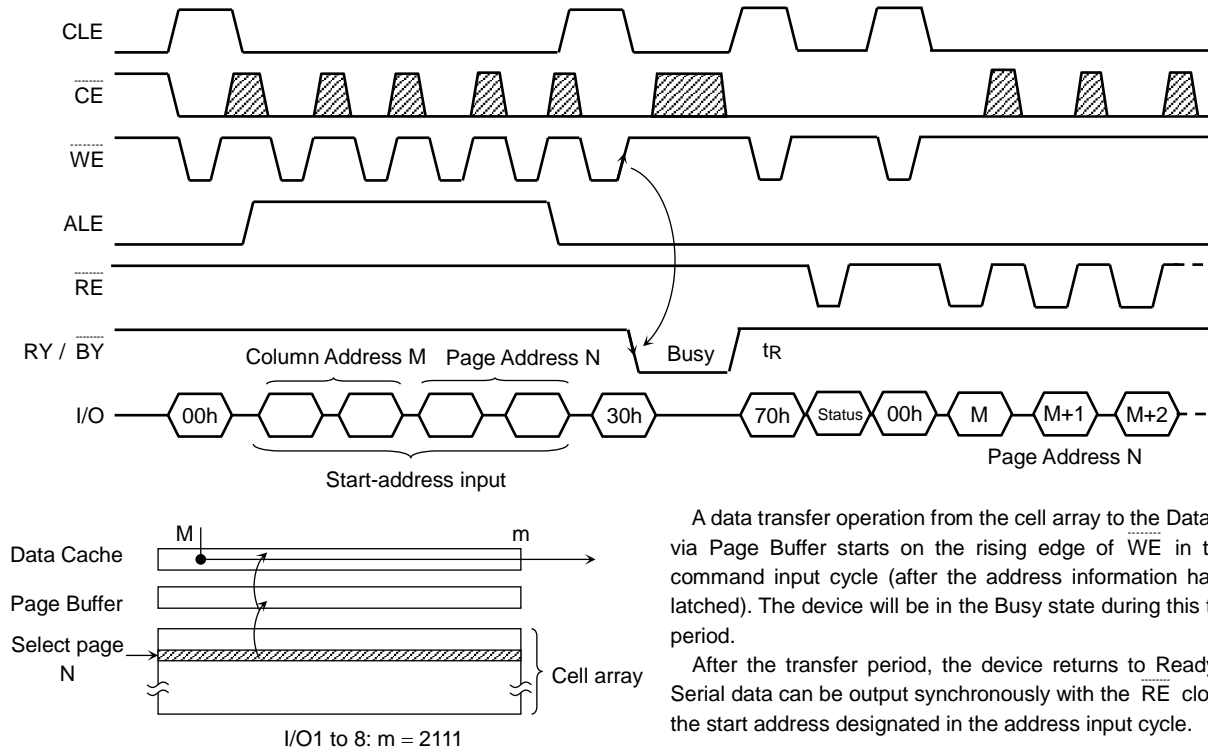 CLE
CE
WE
ALE
RE
RY / BY
Busy
tR
Column Address M
Page Address N
I/O
00h
30h
70h
Status
00h
M
M+1
M+2
Start-address input
Page Address N
M
m
Data Cache
Page Buffer
Select page
N
Cell array
I/O1 to 8: m = 2111
A data transfer operation from the cell array to the Data
via Page Buffer starts on the rising edge of WE in t
command input cycle (after the address information ha
latched). The device will be in the Busy state during this t
period.
After the transfer period, the device returns to Ready
Serial data can be output synchronously with the RE clo
the start address designated in the address input cycle.